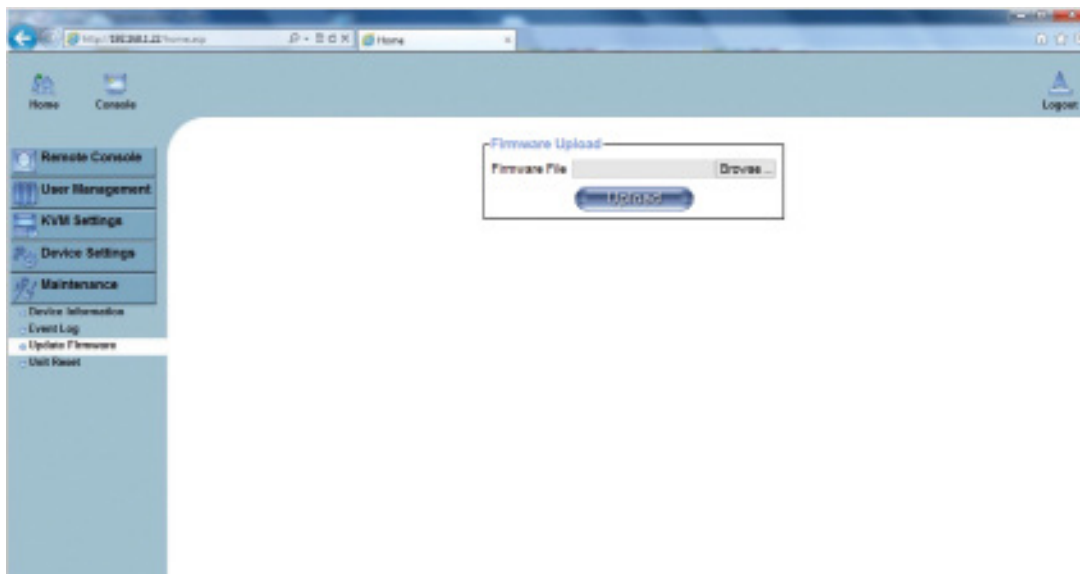 Home
Home
Console
Logout
Remote Console
User Management
KVM Settings
Device Settings
Maintenance
Device Information
Event Log
Update Firmware
Unit Reset
Firmware Upload
Firmware File
Browse...
Upload